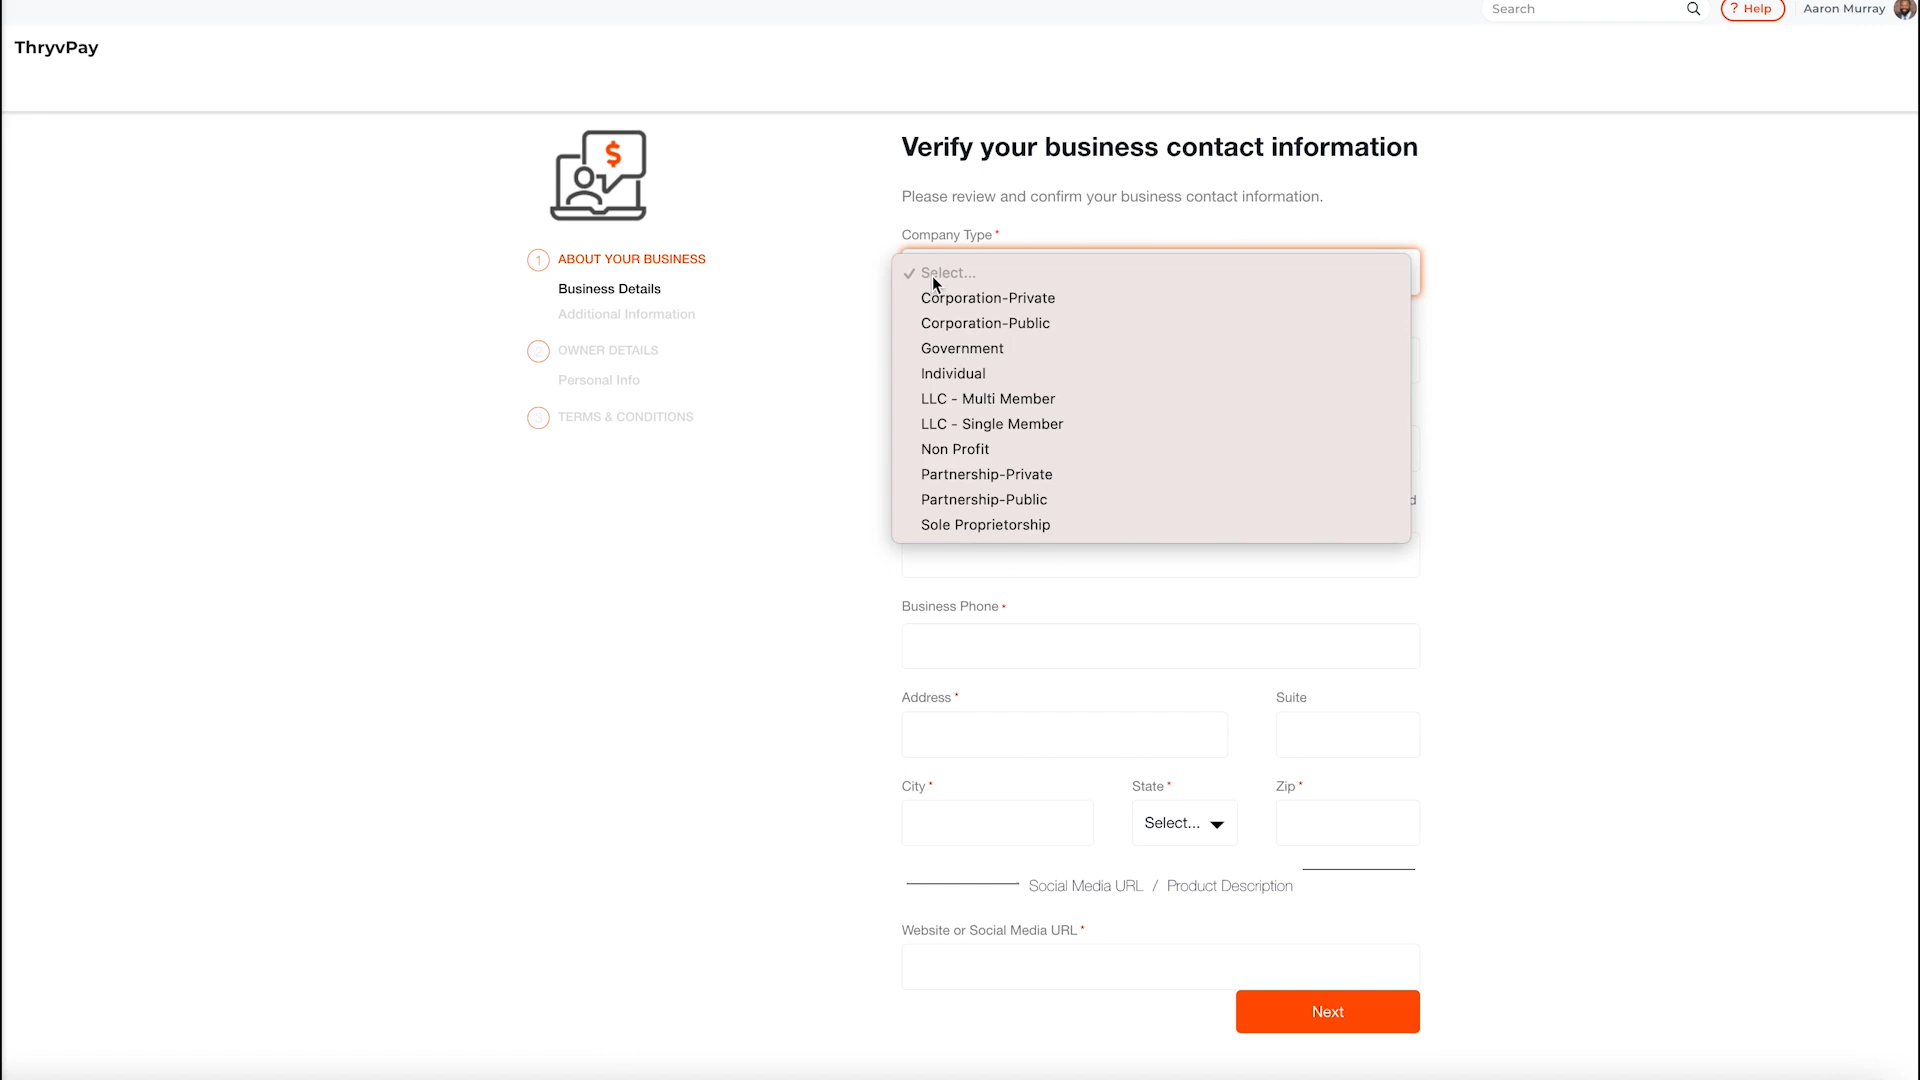 Search
? Help
Aaron Murray
ThryvPay
$
1 ABOUT YOUR BUSINESS
Business Details
Additional Information
2 OWNER DETAILS
Personal Info
3 TERMS & CONDITIONS
Verify your business contact information
Please review and confirm your business contact information.
Company Type *
✓ Select...
Corporation-Private
Corporation-Public
Government
Individual
LLC - Multi Member
LLC - Single Member
Non Profit
Partnership-Private
Partnership-Public
Sole Proprietorship
Business Phone *
Address * Suite
City * State * Zip *
Select...
Social Media URL / Product Description
Website or Social Media URL *
Next